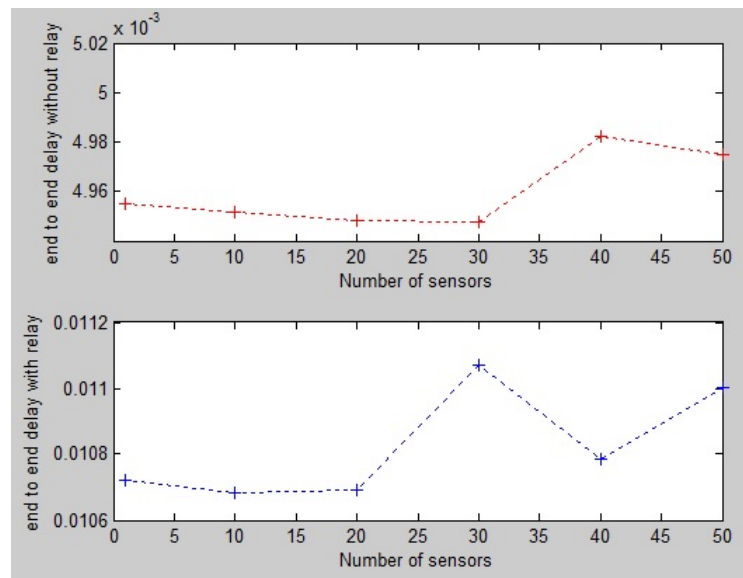 x 10-3
5.02
5
4.98
4.96
end to end delay without relay
0 5 10 15 20 25 30 35 40 45 50
Number of sensors
0.0112
0.011
0.0108
0.0106
end to end delay with relay
0 5 10 15 20 25 30 35 40 45 50
Number of sensors